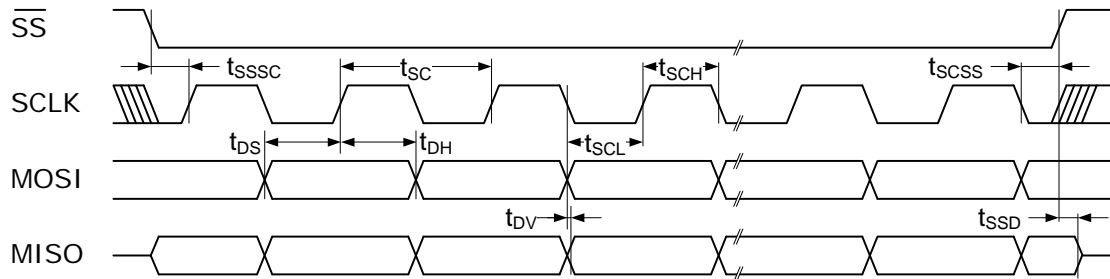 SS
tSSSC
tSC
tSCH
tSCSS
SCLK
tDS
tDH
tSCL
MOSI
tDV
tSSD
MISO